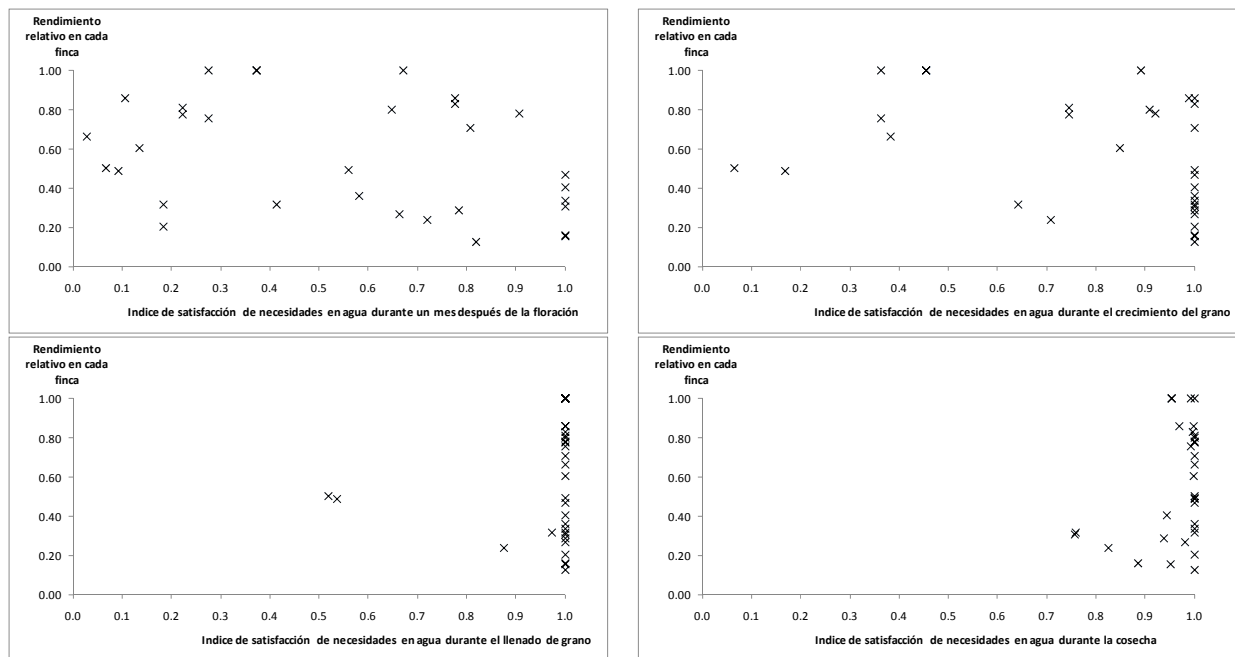 Rendimiento
relativo en cada
finca
1.00
0.80
0.60
0.40
0.20
0.00
0.0 0.1 0.2 0.3 0.4 0.5 0.6 0.7 0.8 0.9 1.0
Indice de satisfacción de necesidades en agua durante un mes después de la floración
Rendimiento
relativo en cada
finca
1.00
0.80
0.60
0.40
0.20
0.00
0.0 0.1 0.2 0.3 0.4 0.5 0.6 0.7 0.8 0.9 1.0
Indice de satisfacción de necesidades en agua durante el crecimiento del grano
Rendimiento
relativo en cada
finca
1.00
0.80
0.60
0.40
0.20
0.00
0.0 0.1 0.2 0.3 0.4 0.5 0.6 0.7 0.8 0.9 1.0
Indice de satisfacción de necesidades en agua durante el llenado de grano
Rendimiento
relativo en cada
finca
1.00
0.80
0.60
0.40
0.20
0.00
0.0 0.1 0.2 0.3 0.4 0.5 0.6 0.7 0.8 0.9 1.0
Indice de satisfacción de necesidades en agua durante la cosecha